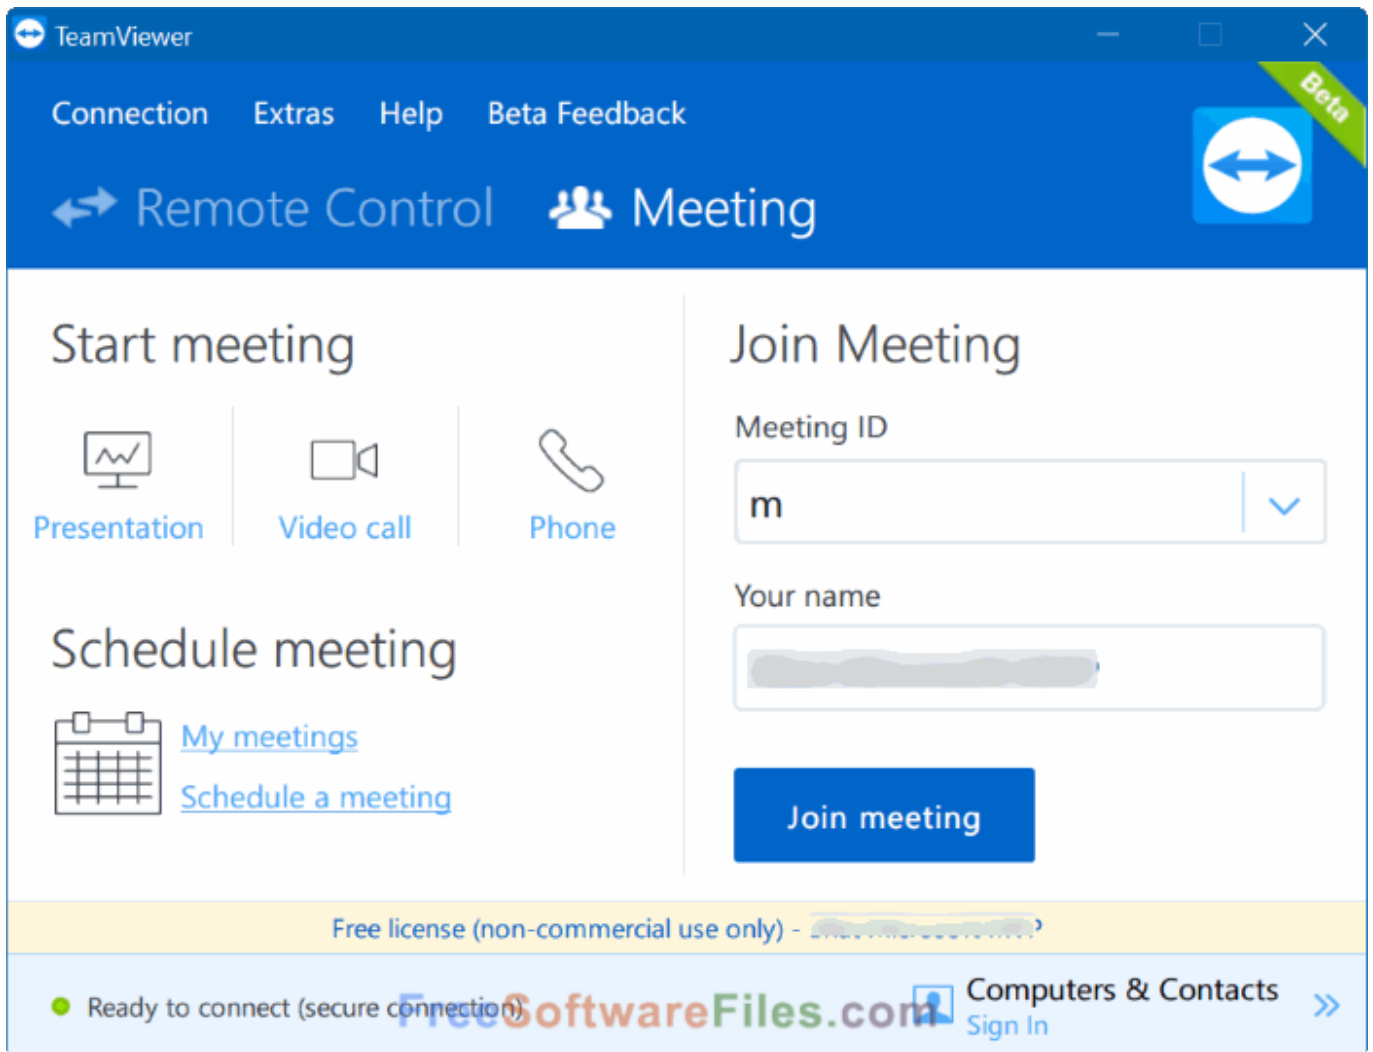 TeamViewer
Beta
Connection Extras Help Beta Feedback
Remote Control Meeting
Start meeting
Presentation Video call Phone
Schedule meeting
My meetings
Schedule a meeting
Join Meeting
Meeting ID
m
Your name
Join meeting
Free license (non-commercial use only) -
Ready to connect (secure connection)
FreeSoftwareFiles.com
Computers & Contacts
Sign In